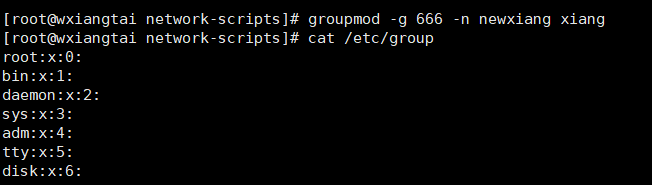 [root@wxiangtai network-scripts]# groupmod -g 666 -n newxiang xiang
[root@wxiangtai network-scripts]# cat /etc/group
root:x:0:
bin:x:1:
daemon:x:2:
sys:x:3:
adm:x:4:
tty:x:5:
disk:x:6: